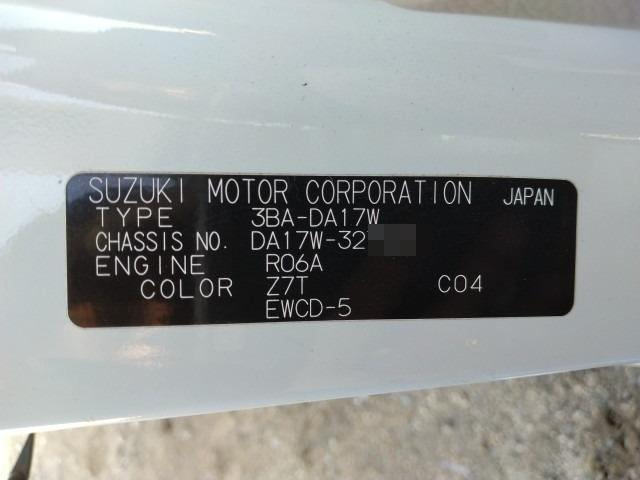 SUZUKI MOTOR CORPORATION JAPAN
TYPE 3BA-DA17W
CHASSIS NO. DA17W-32
ENGINE R06A
COLOR Z7T C04
EWCD-5